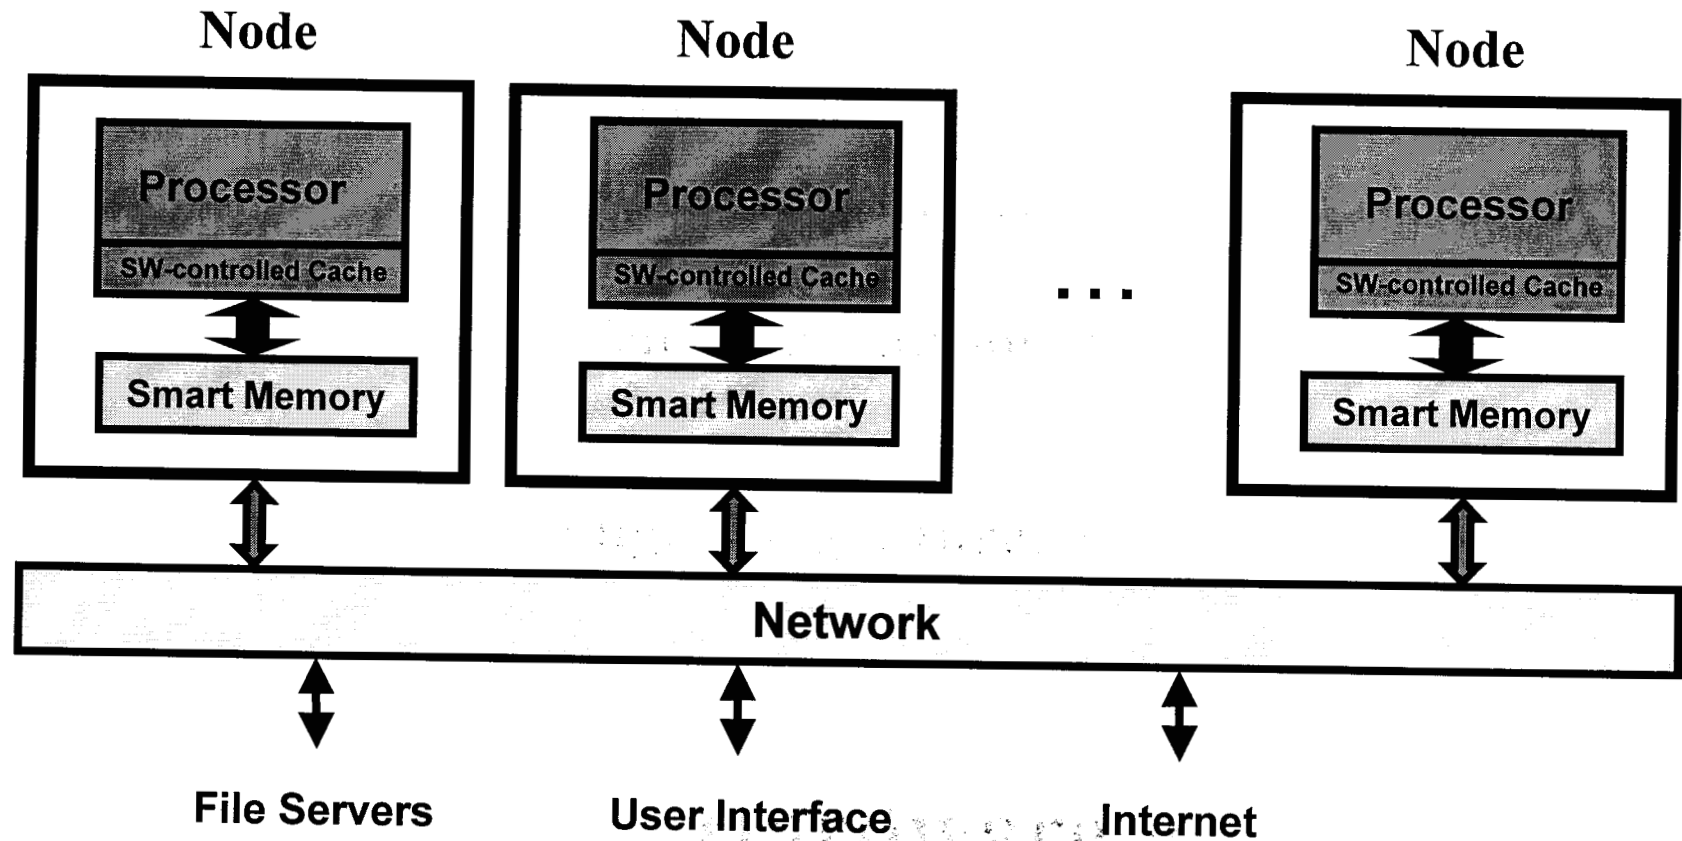 Node
Node
Node
Processor
SW-controlled Cache
Smart Memory
Processor
SW-controlled Cache
Smart Memory
...
Processor
SW-controlled Cache
Smart Memory
Network
File Servers
User Interface
Internet